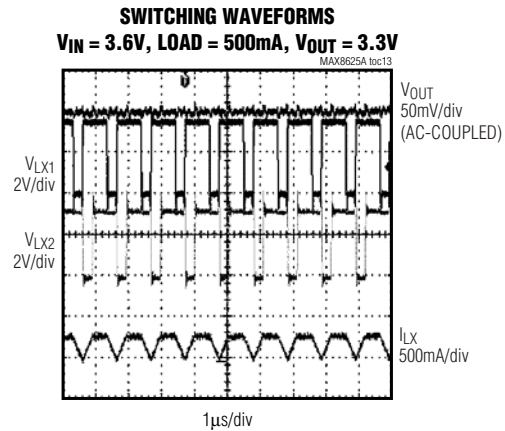 SWITCHING WAVEFORMS
VIN = 3.6V, LOAD = 500mA, VOUT = 3.3V
MAX8625A toc13
VOUT
50mV/div
(AC-COUPLED)
VLX1
2V/div
VLX2
2V/div
ILX
500mA/div
1μs/div